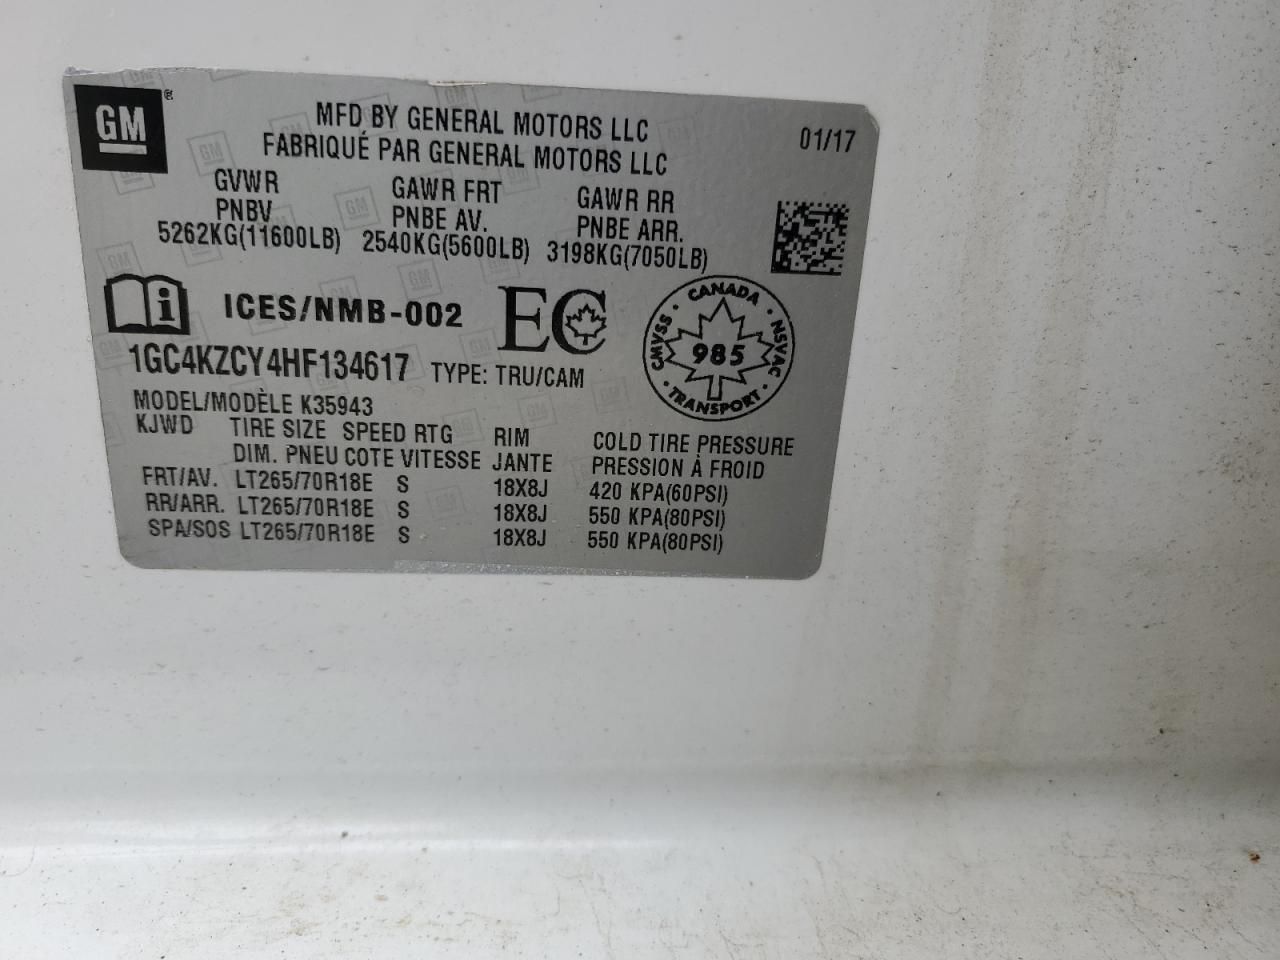 GM®
MFD BY GENERAL MOTORS LLC
FABRIQUÉ PAR GENERAL MOTORS LLC
01/17
GVWR GAWR FRT GAWR RR
PNBV PNBE AV. PNBE ARR.
5262KG(11600LB) 2540KG(5600LB) 3198KG(7050LB)
ICES/NMB-002 EC
CANADA
CMVSS 985 NSVAC
TRANSPORT
1GC4KZCY4HF134617 TYPE: TRU/CAM
MODEL/MODÈLE K35943
KJWD TIRE SIZE SPEED RTG RIM COLD TIRE PRESSURE
DIM. PNEU COTE VITESSE JANTE PRESSION À FROID
FRT/AV. LT265/70R18E S 18X8J 420 KPA(60PSI)
RR/ARR. LT265/70R18E S 18X8J 550 KPA(80PSI)
SPA/SOS LT265/70R18E S 18X8J 550 KPA(80PSI)